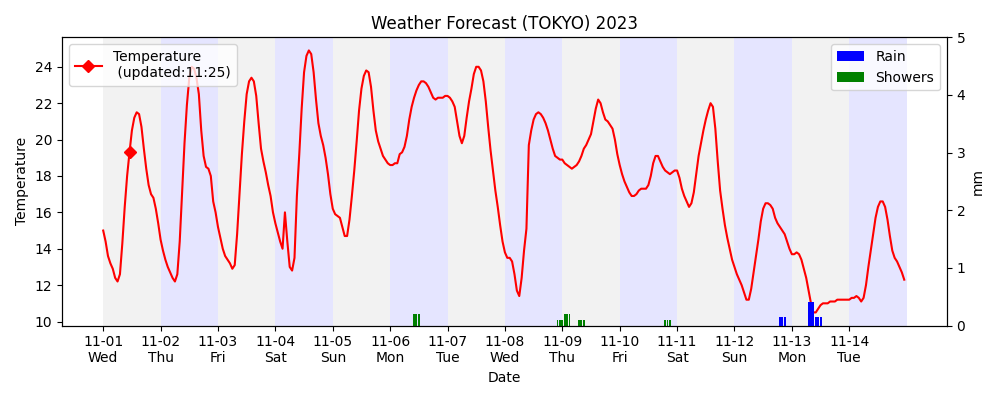 Weather Forecast (TOKYO) 2023
Temperature
(updated:11:25)
Rain
Showers
24
22
20
18
16
14
12
10
Temperature
5
4
3
2
1
0
mm
11-01 11-02 11-03 11-04 11-05 11-06 11-07 11-08 11-09 11-10 11-11 11-12 11-13 11-14
Wed Thu Fri Sat Sun Mon Tue Wed Thu Fri Sat Sun Mon Tue
Date